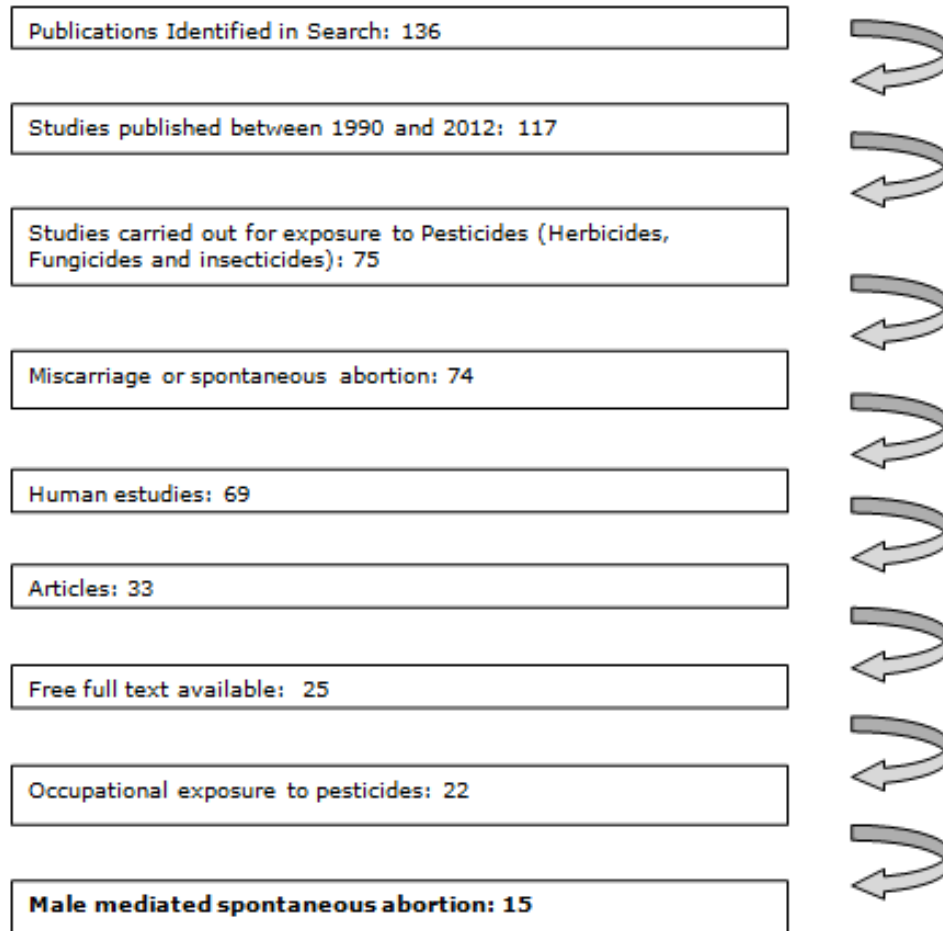 Publications Identified in Search: 136
Studies published between 1990 and 2012: 117
Studies carried out for exposure to Pesticides (Herbicides,
Fungicides and insecticides): 75
Miscarriage or spontaneous abortion: 74
Human estudies: 69
Articles: 33
Free full text available: 25
Occupational exposure to pesticides: 22
Male mediated spontaneous abortion: 15